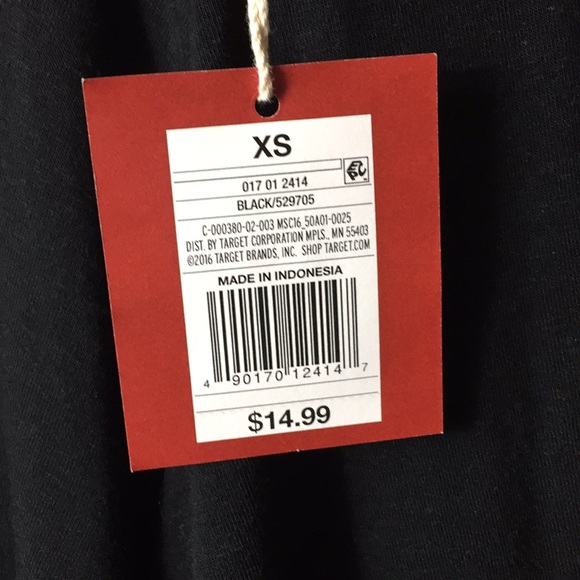 XS
017 01 2414
BLACK/529705
C-000380-02-003 MSC16_50A01-0025
DIST. BY TARGET CORPORATION MPLS., MN 55403
©2016 TARGET BRANDS, INC. SHOP TARGET.COM
MADE IN INDONESIA
4 90170 12414 7
$14.99